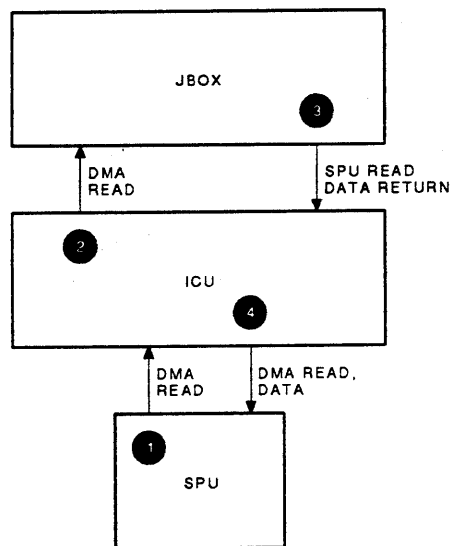 JBOX
3
DMA
READ
SPU READ
DATA RETURN
2
ICU
4
DMA
READ
DMA READ,
DATA
1
SPU